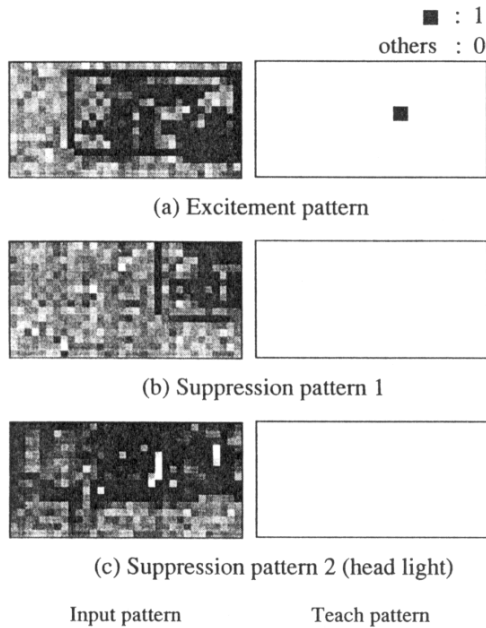 ■ : 1
others : 0
(a) Excitement pattern
(b) Suppression pattern 1
(c) Suppression pattern 2 (head light)
Input pattern
Teach pattern